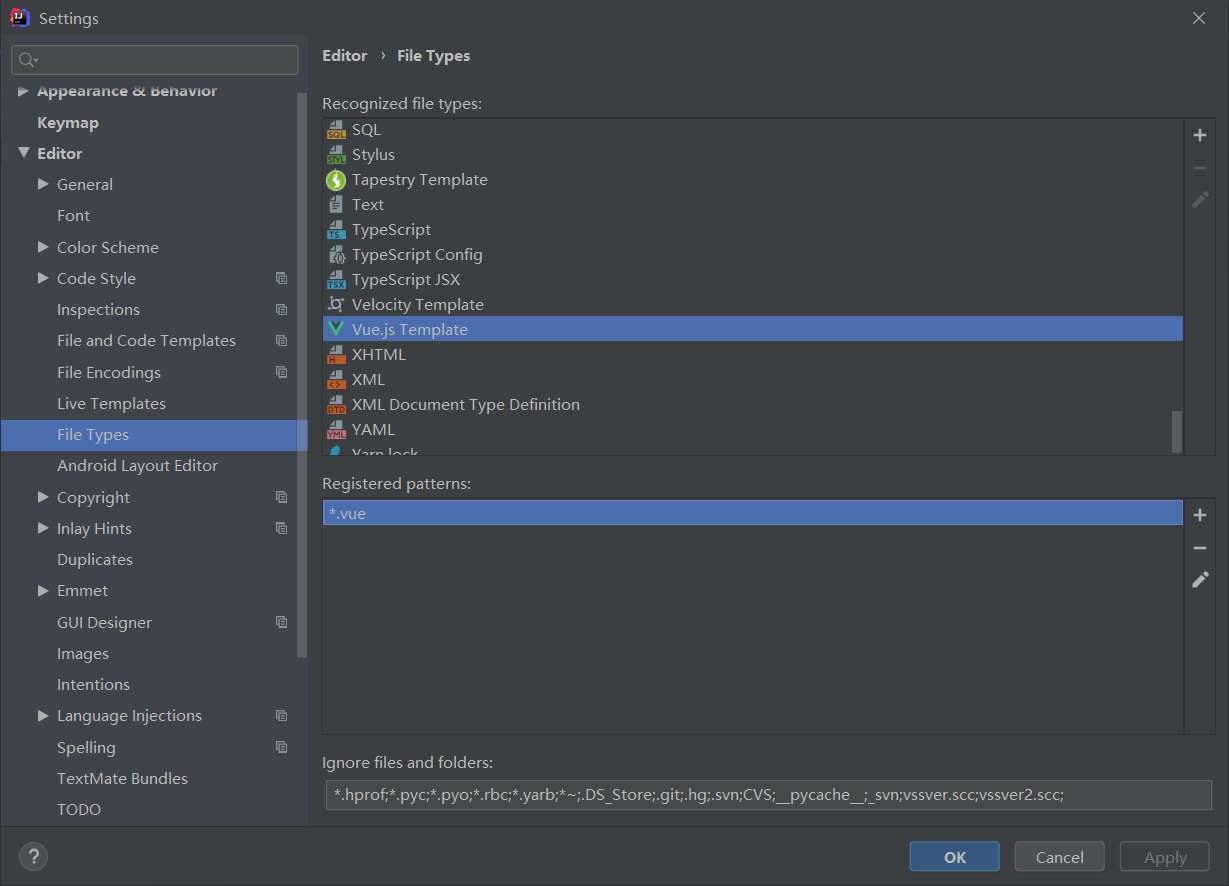 Settings
Appearance & Behavior
Keymap
Editor
General
Font
Color Scheme
Code Style
Inspections
File and Code Templates
File Encodings
Live Templates
File Types
Android Layout Editor
Copyright
Inlay Hints
Duplicates
Emmet
GUI Designer
Images
Intentions
Language Injections
Spelling
TextMate Bundles
TODO
Editor › File Types
Recognized file types:
SQL
Stylus
Tapestry Template
Text
TypeScript
TypeScript Config
TypeScript JSX
Velocity Template
Vue.js Template
XHTML
XML
XML Document Type Definition
YAML
Yarn lock
Registered patterns:
*.vue
Ignore files and folders:
*.hprof;*.pyc;*.pyo;*.rbc;*.yarb;*~;.DS_Store;.git;.hg;.svn;CVS;__pycache__;_svn;vssver.scc;vssver2.scc;
?
OK
Cancel
Apply